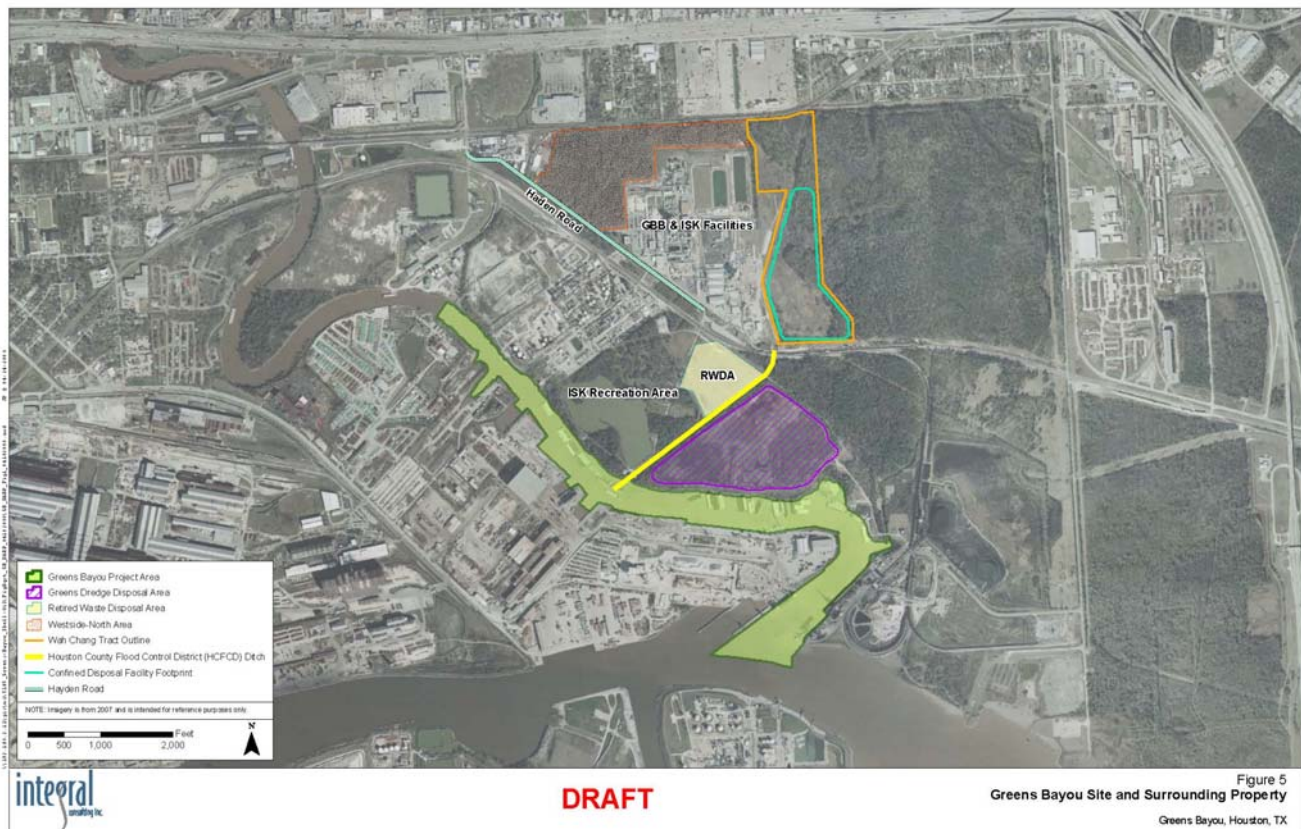 Haden Road
GBB & ISK Facilities
RWDA
ISK Recreation Area
Greens Bayou Project Area
Greens Dredge Disposal Area
Retired Waste Disposal Area
Westside-North Area
Wah Chang Tract Outline
Houston County Flood Control District (HCFCD) Ditch
Confined Disposal Facility Footprint
Hayden Road
NOTE: Imagery is from 2007 and is intended for reference purposes only.
N
0 500 1,000 2,000 Feet
integral
consulting inc.
DRAFT
Figure 5
Greens Bayou Site and Surrounding Property
Greens Bayou, Houston, TX